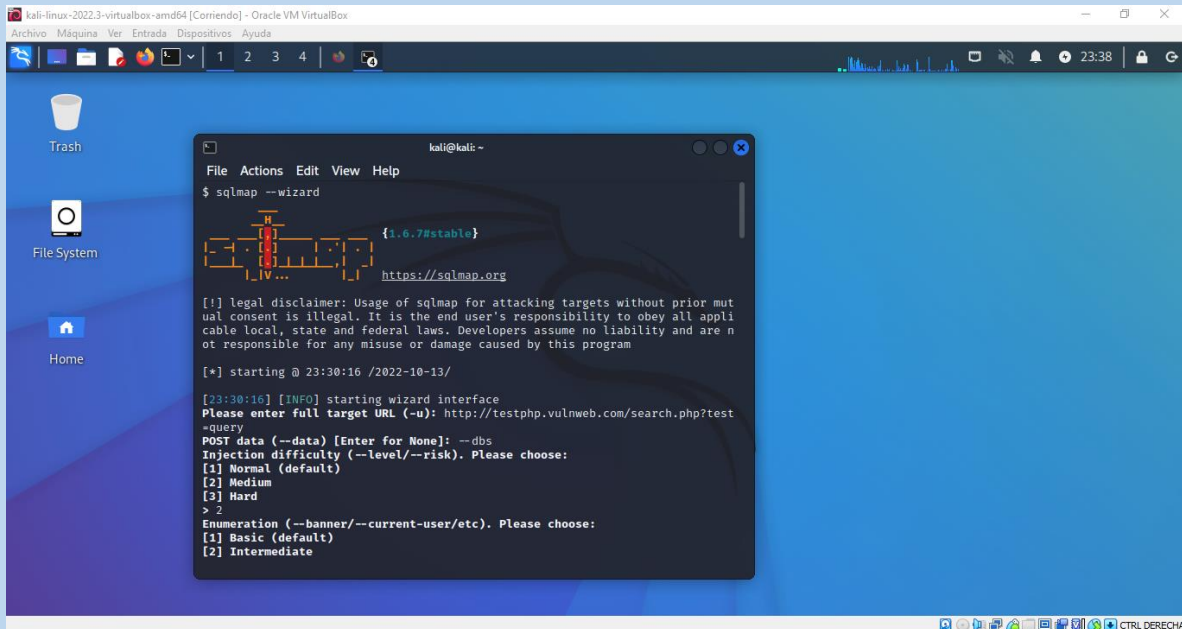 kali-linux-2022.3-virtualbox-amd64 [Corriendo] - Oracle VM VirtualBox
Archivo Máquina Ver Entrada Dispositivos Ayuda
1 2 3 4 23:38
Trash
File System
Home
kali@kali: ~
File Actions Edit View Help
$ sqlmap --wizard
{1.6.7#stable}
https://sqlmap.org
[!] legal disclaimer: Usage of sqlmap for attacking targets without prior mut
ual consent is illegal. It is the end user's responsibility to obey all appli
cable local, state and federal laws. Developers assume no liability and are n
ot responsible for any misuse or damage caused by this program
[*] starting @ 23:30:16 /2022-10-13/
[23:30:16] [INFO] starting wizard interface
Please enter full target URL (-u): http://testphp.vulnweb.com/search.php?test
=query
POST data (--data) [Enter for None]: --dbs
Injection difficulty (--level/--risk). Please choose:
[1] Normal (default)
[2] Medium
[3] Hard
> 2
Enumeration (--banner/--current-user/etc). Please choose:
[1] Basic (default)
[2] Intermediate
CTRL DERECHA